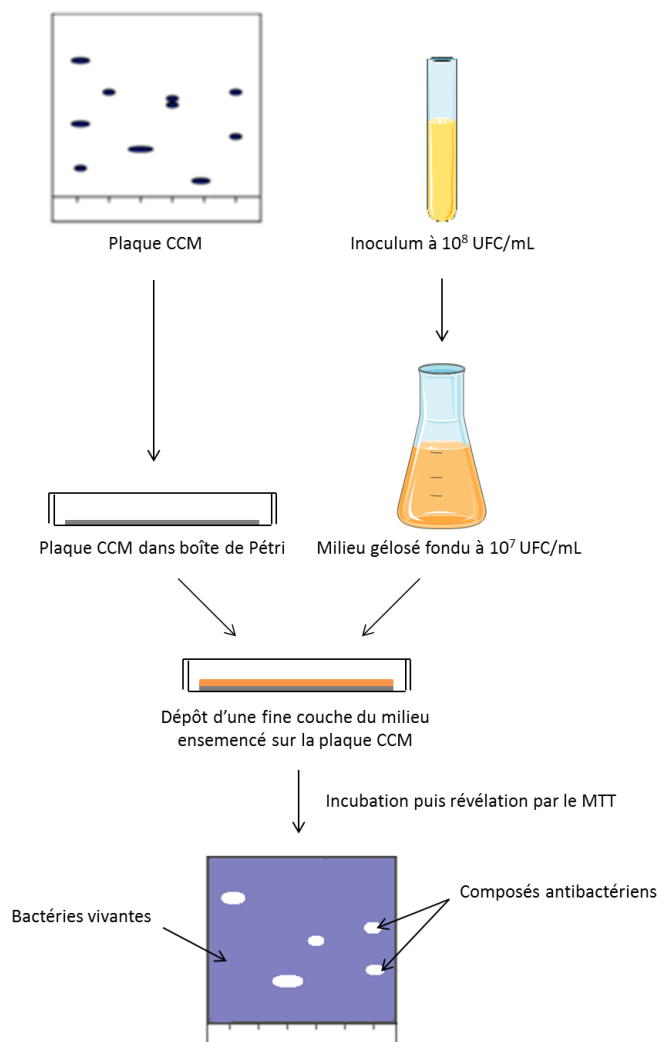 Plaque CCM
Inoculum à 10⁸ UFC/mL
Plaque CCM dans boîte de Pétri
Milieu gélosé fondu à 10⁷ UFC/mL
Dépôt d’une fine couche du milieu
ensemencé sur la plaque CCM
Incubation puis révélation par le MTT
Bactéries vivantes
Composés antibactériens